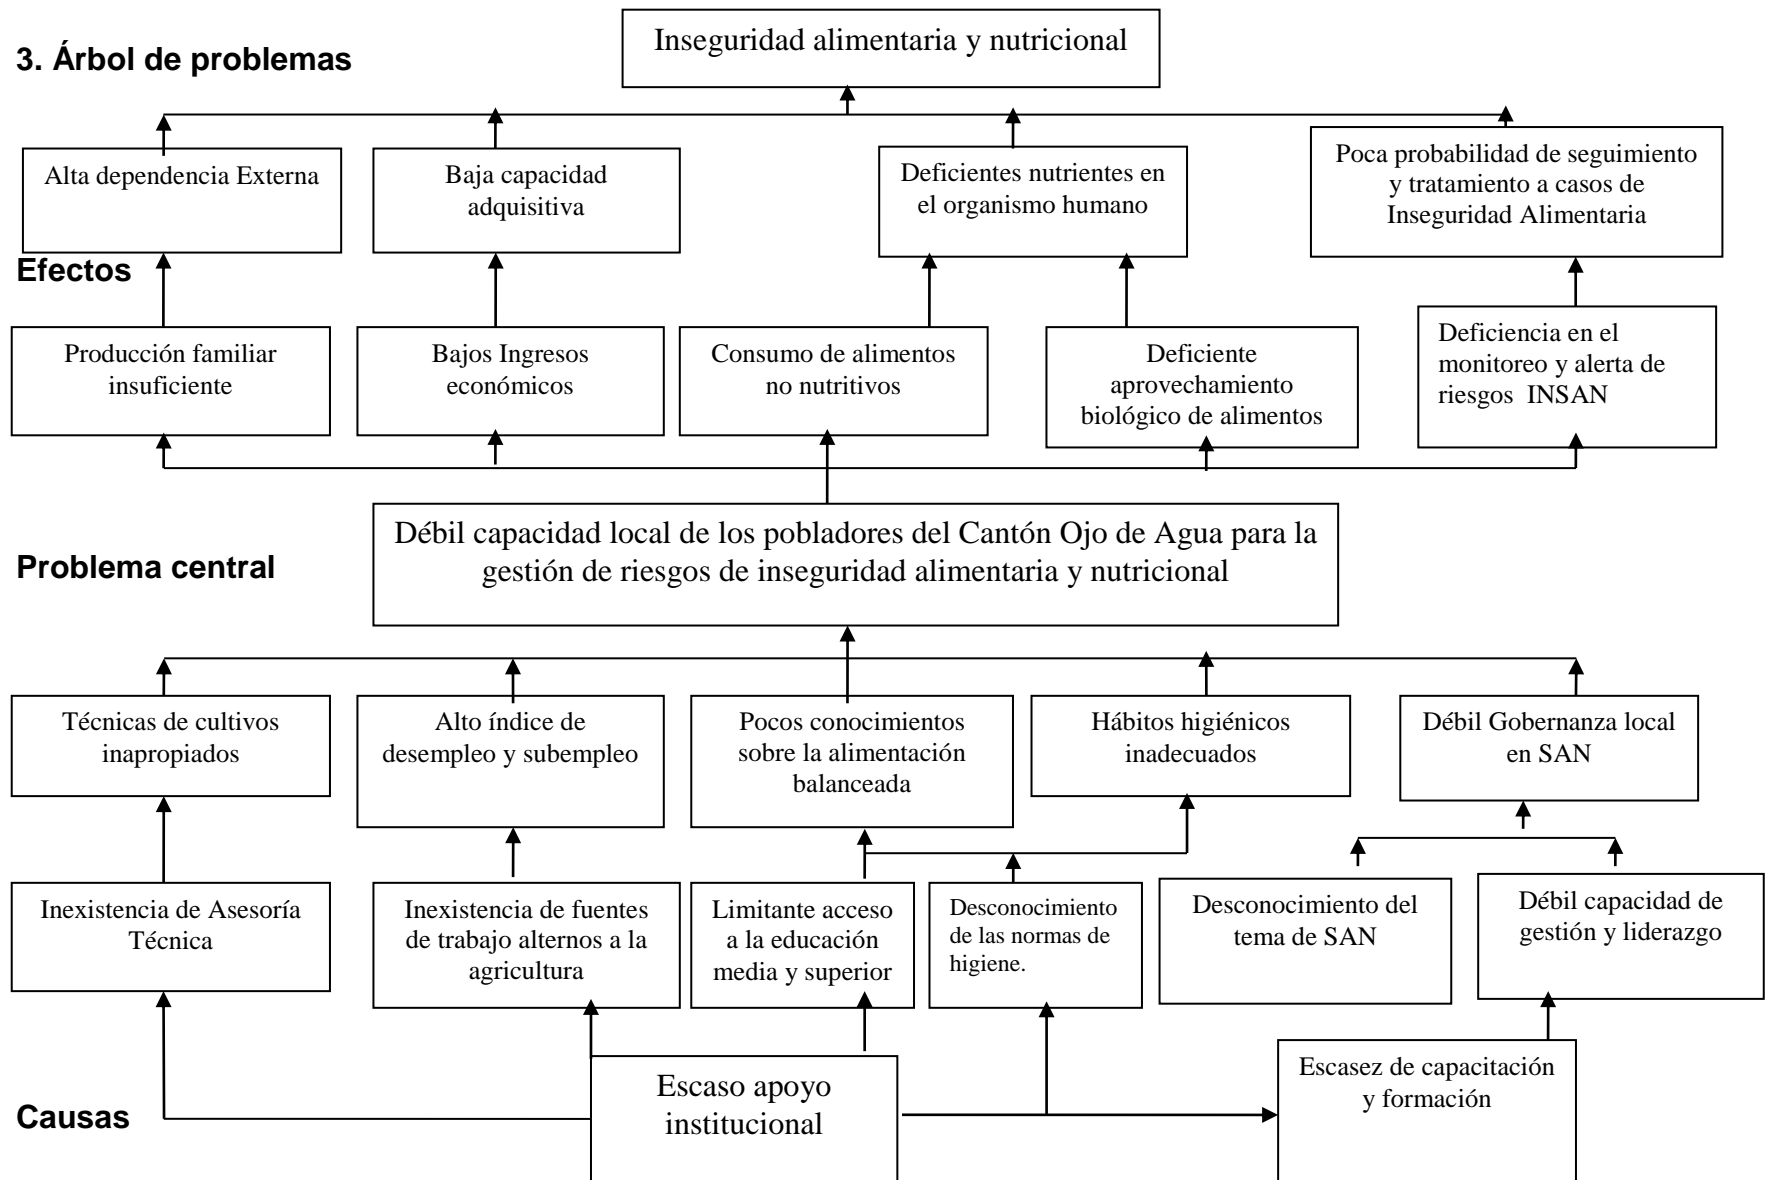 Inseguridad alimentaria y nutricional
3. Árbol de problemas
Alta dependencia Externa
Baja capacidad
adquisitiva
Deficientes nutrientes en
el organismo humano
Poca probabilidad de seguimiento
y tratamiento a casos de
Inseguridad Alimentaria
Efectos
Producción familiar
insuficiente
Bajos Ingresos
económicos
Consumo de alimentos
no nutritivos
Deficiente
aprovechamiento
biológico de alimentos
Deficiencia en el
monitoreo y alerta de
riesgos  INSAN
Débil capacidad local de los pobladores del Cantón Ojo de Agua para la
gestión de riesgos de inseguridad alimentaria y nutricional
Problema central
Técnicas de cultivos
inapropiados
Alto índice de
desempleo y subempleo
Pocos conocimientos
sobre la alimentación
balanceada
Hábitos higiénicos
inadecuados
Débil Gobernanza local
en SAN
Inexistencia de Asesoría
Técnica
Inexistencia de fuentes
de trabajo alternos a la
agricultura
Limitante acceso
a la educación
media y superior
Desconocimiento
de las normas de
higiene.
Desconocimiento del
tema de SAN
Débil capacidad de
gestión y liderazgo
Escaso apoyo
institucional
Escasez de capacitación
y formación
Causas